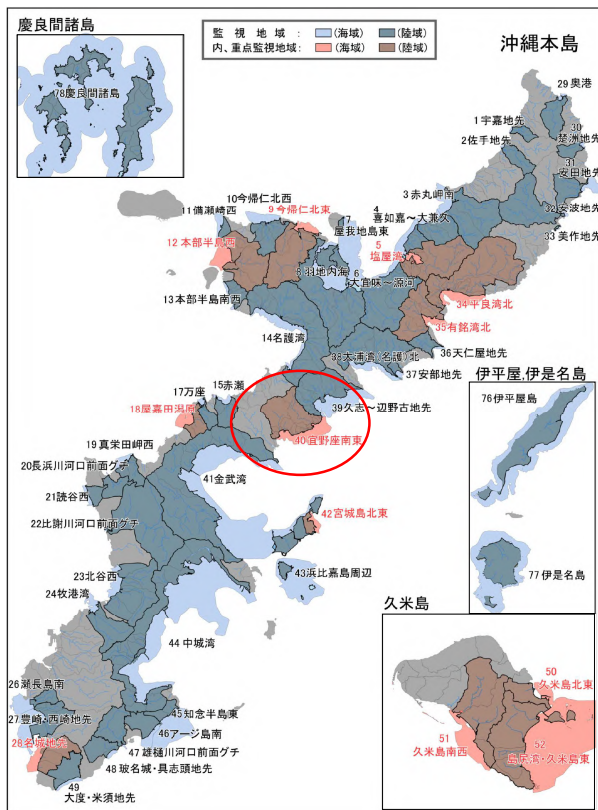 慶良間諸島
78慶良間諸島
監視地域：(海域)(陸域)
内、重点監視地域：(海域)(陸域)
沖縄本島
29奥港
1宇嘉地先
30
楚洲地先
2佐手地先
31
安田地先
3赤丸岬南
4
喜如嘉～大兼久
32安波地先
10今帰仁北西
9今帰仁北東
7
屋我地島東
11備瀬崎西
5
塩屋湾
33美作地先
12本部半島西
8羽地内海
6
大宜味～源河
34平良湾北
13本部半島南西
35有銘湾北
14名護湾
36天仁屋地先
38大浦湾(名護)北
37安部地先
15赤瀬
17万座
39久志～辺野古地先
18屋嘉田潟原
40宜野座南東
19真栄田岬西
20長浜川河口前面グチ
41金武湾
21読谷西
22比謝川河口前面グチ
42宮城島北東
23北谷西
43浜比嘉島周辺
24牧港湾
44中城湾
26瀬長島南
27豊崎・西崎地先
45知念半島東
28名城地先
46アージ島南
47雄樋川河口前面グチ
48玻名城・具志頭地先
49
大度・米須地先
伊平屋,伊是名島
76伊平屋島
77伊是名島
久米島
50
久米島北東
51
久米島南西
52
島尻湾・久米島東